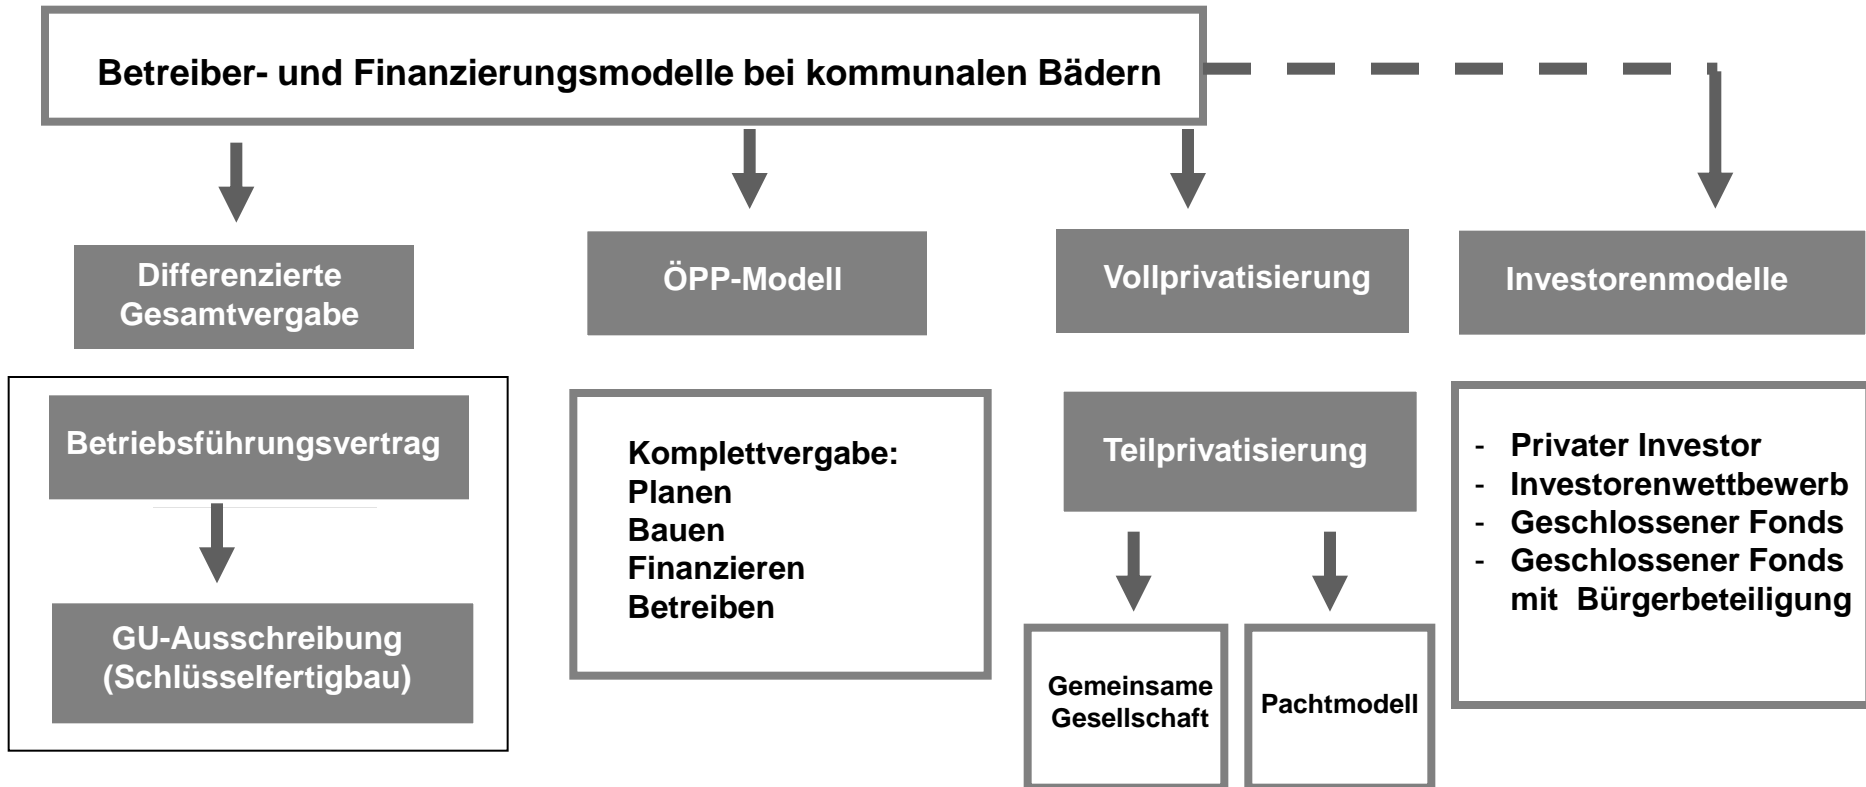 Betreiber- und Finanzierungsmodelle bei kommunalen Bädern
Differenzierte
Gesamtvergabe
Betriebsführungsvertrag
GU-Ausschreibung
(Schlüsselfertigbau)
ÖPP-Modell
Komplettvergabe:
Planen
Bauen
Finanzieren
Betreiben
Vollprivatisierung
Teilprivatisierung
Gemeinsame
Gesellschaft
Pachtmodell
Investorenmodelle
- Privater Investor
- Investorenwettbewerb
- Geschlossener Fonds
- Geschlossener Fonds
mit Bürgerbeteiligung